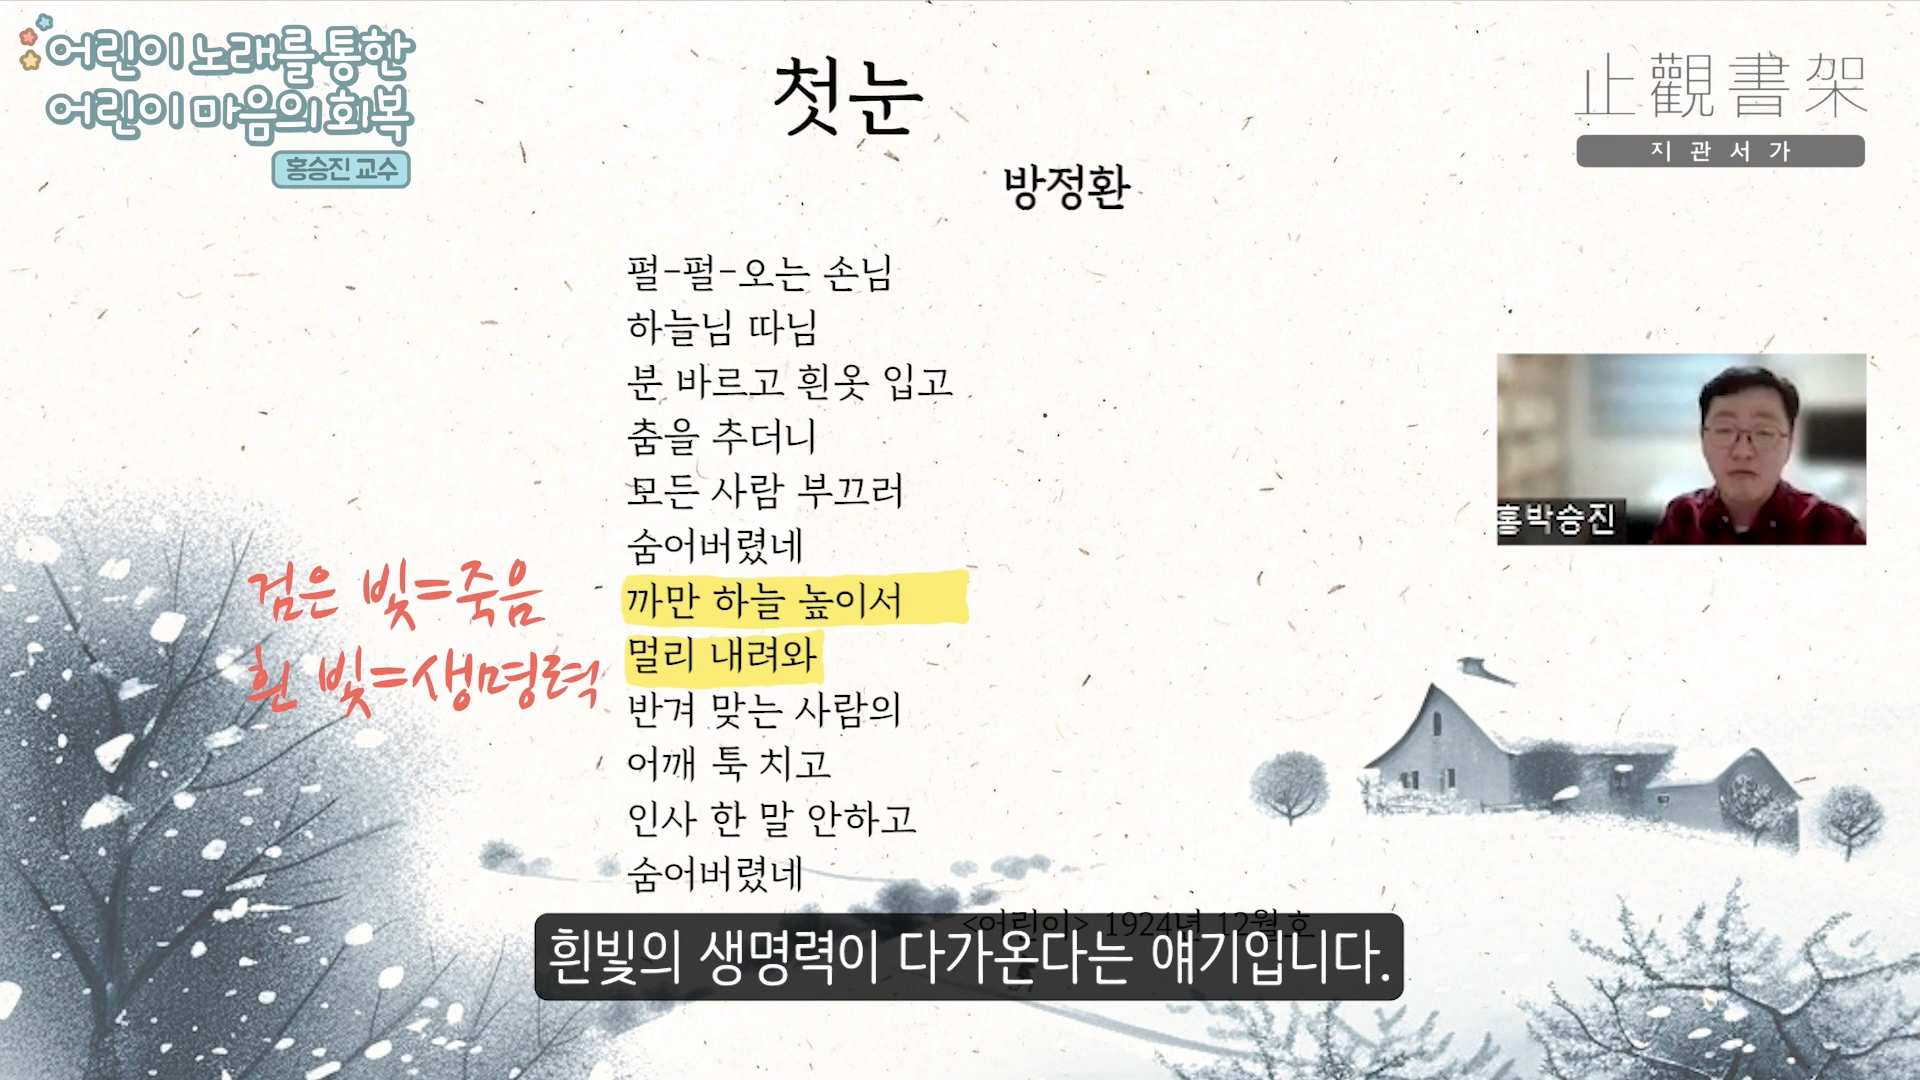 어린이 노래를 통한
어린이 마음의 회복
홍승진 교수
止觀書架
지관서가
첫눈
방정환
펄-펄-오는 손님
하늘님 따님
분 바르고 흰옷 입고
춤을 추더니
모든 사람 부끄러
숨어버렸네
까만 하늘 높이서
멀리 내려와
반겨 맞는 사람의
어깨 툭 치고
인사 한 말 안하고
숨어버렸네
검은 빛=죽음
흰 빛=생명력
홍박승진
<어린이> 1924년 12월호
흰빛의 생명력이 다가온다는 얘기입니다.